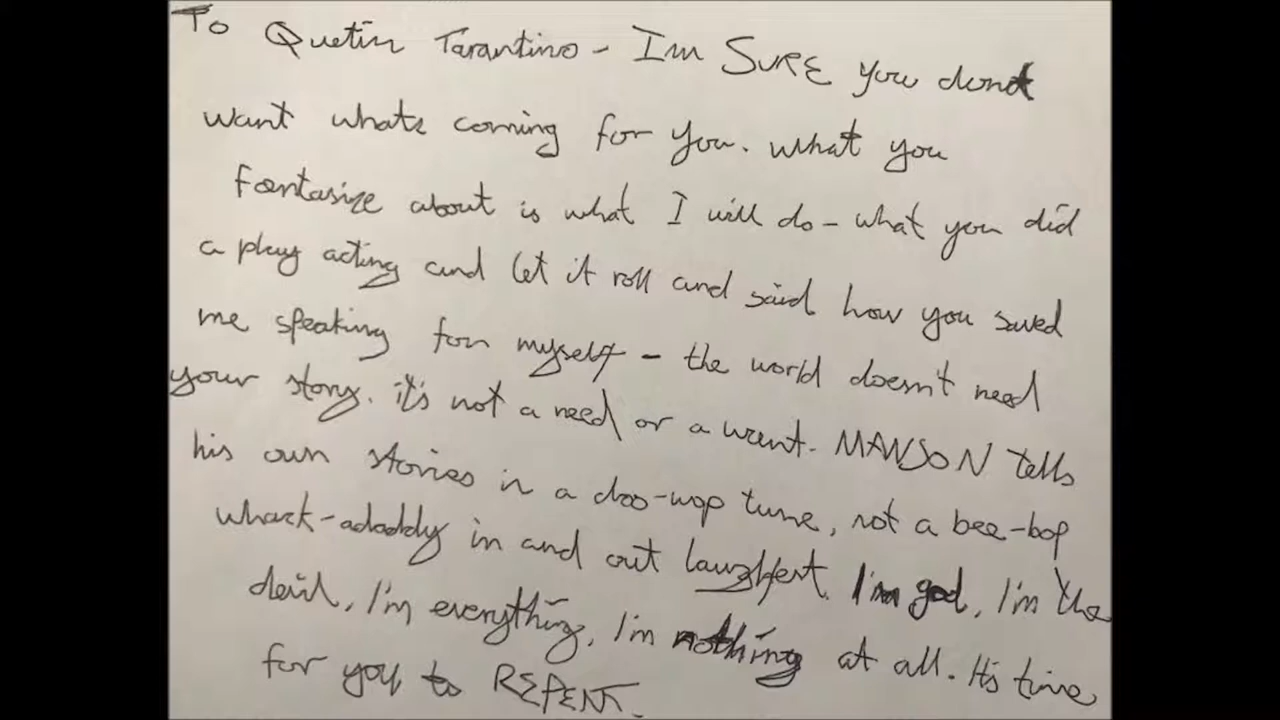 To Quetin Tarantino - Im SURE you dont
want whats coming for you. what you
fantasize about is what I will do - what you did
a play acting and let it roll and said how you saved
me speaking for myself - the world doesn't need
your story. it's not a need or a want. MANSON tells
his own stories in a doo-wop tune, not a bee-bop
whack-adaddy in and out laughfest. I'm god, I'm the
devil, I'm everything, I'm nothing at all. Its time
for you to REPENT.